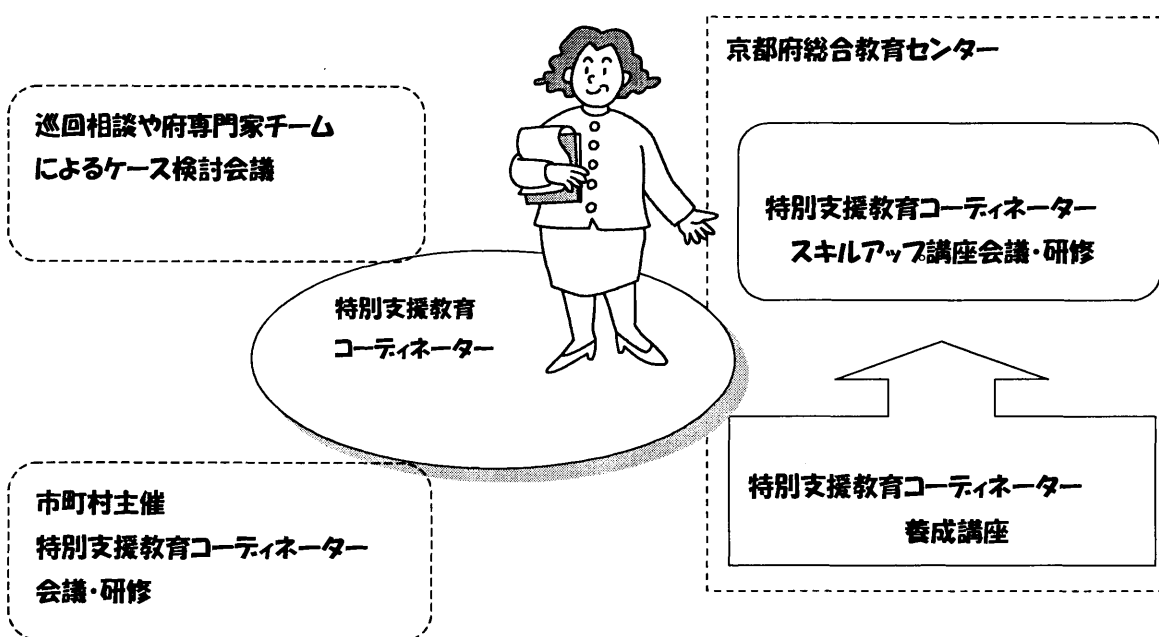 巡回相談や府専門家チーム
によるケース検討会議
特別支援教育
コーディネーター
市町村主催
特別支援教育コーディネーター
会議・研修
京都府総合教育センター
特別支援教育コーディネーター
スキルアップ講座会議・研修
特別支援教育コーディネーター
養成講座